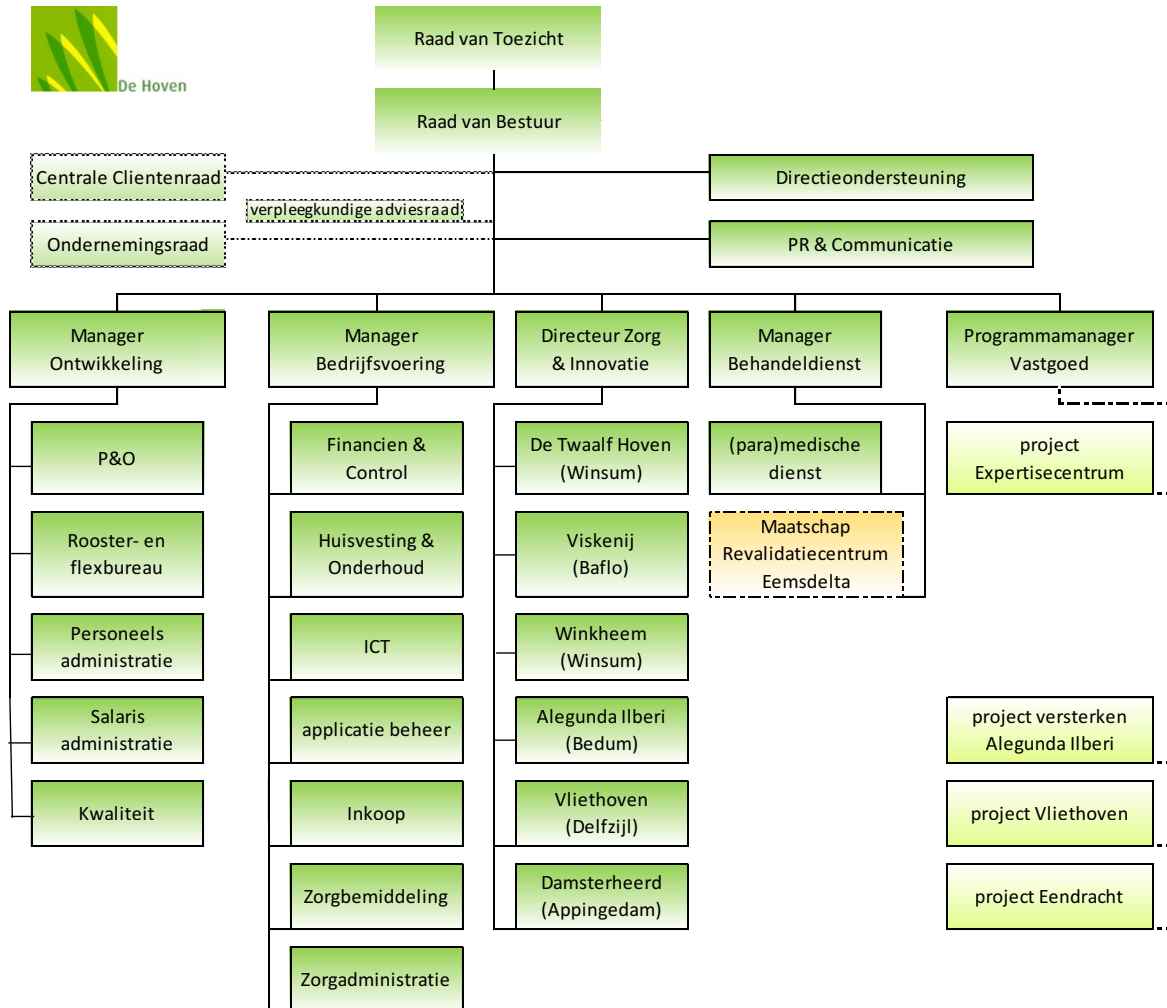 De Hoven
Raad van Toezicht
Raad van Bestuur
Centrale Clientenraad
Directieondersteuning
verpleegkundige adviesraad
Ondernemingsraad
PR & Communicatie
Manager
Ontwikkeling
Manager
Bedrijfsvoering
Directeur Zorg
& Innovatie
Manager
Behandeldienst
Programmamanager
Vastgoed
P&O
Rooster- en
flexbureau
Personeels
administratie
Salaris
administratie
Kwaliteit
Financien &
Control
Huisvesting &
Onderhoud
ICT
applicatie beheer
Inkoop
Zorgbemiddeling
Zorgadministratie
De Twaalf Hoven
(Winsum)
Viskenij
(Baflo)
Winkheem
(Winsum)
Alegunda Ilberi
(Bedum)
Vliethoven
(Delfzijl)
Damsterheerd
(Appingedam)
(para)medische
dienst
Maatschap
Revalidatiecentrum
Eemsdelta
project
Expertisecentrum
project versterken
Alegunda Ilberi
project Vliethoven
project Eendracht